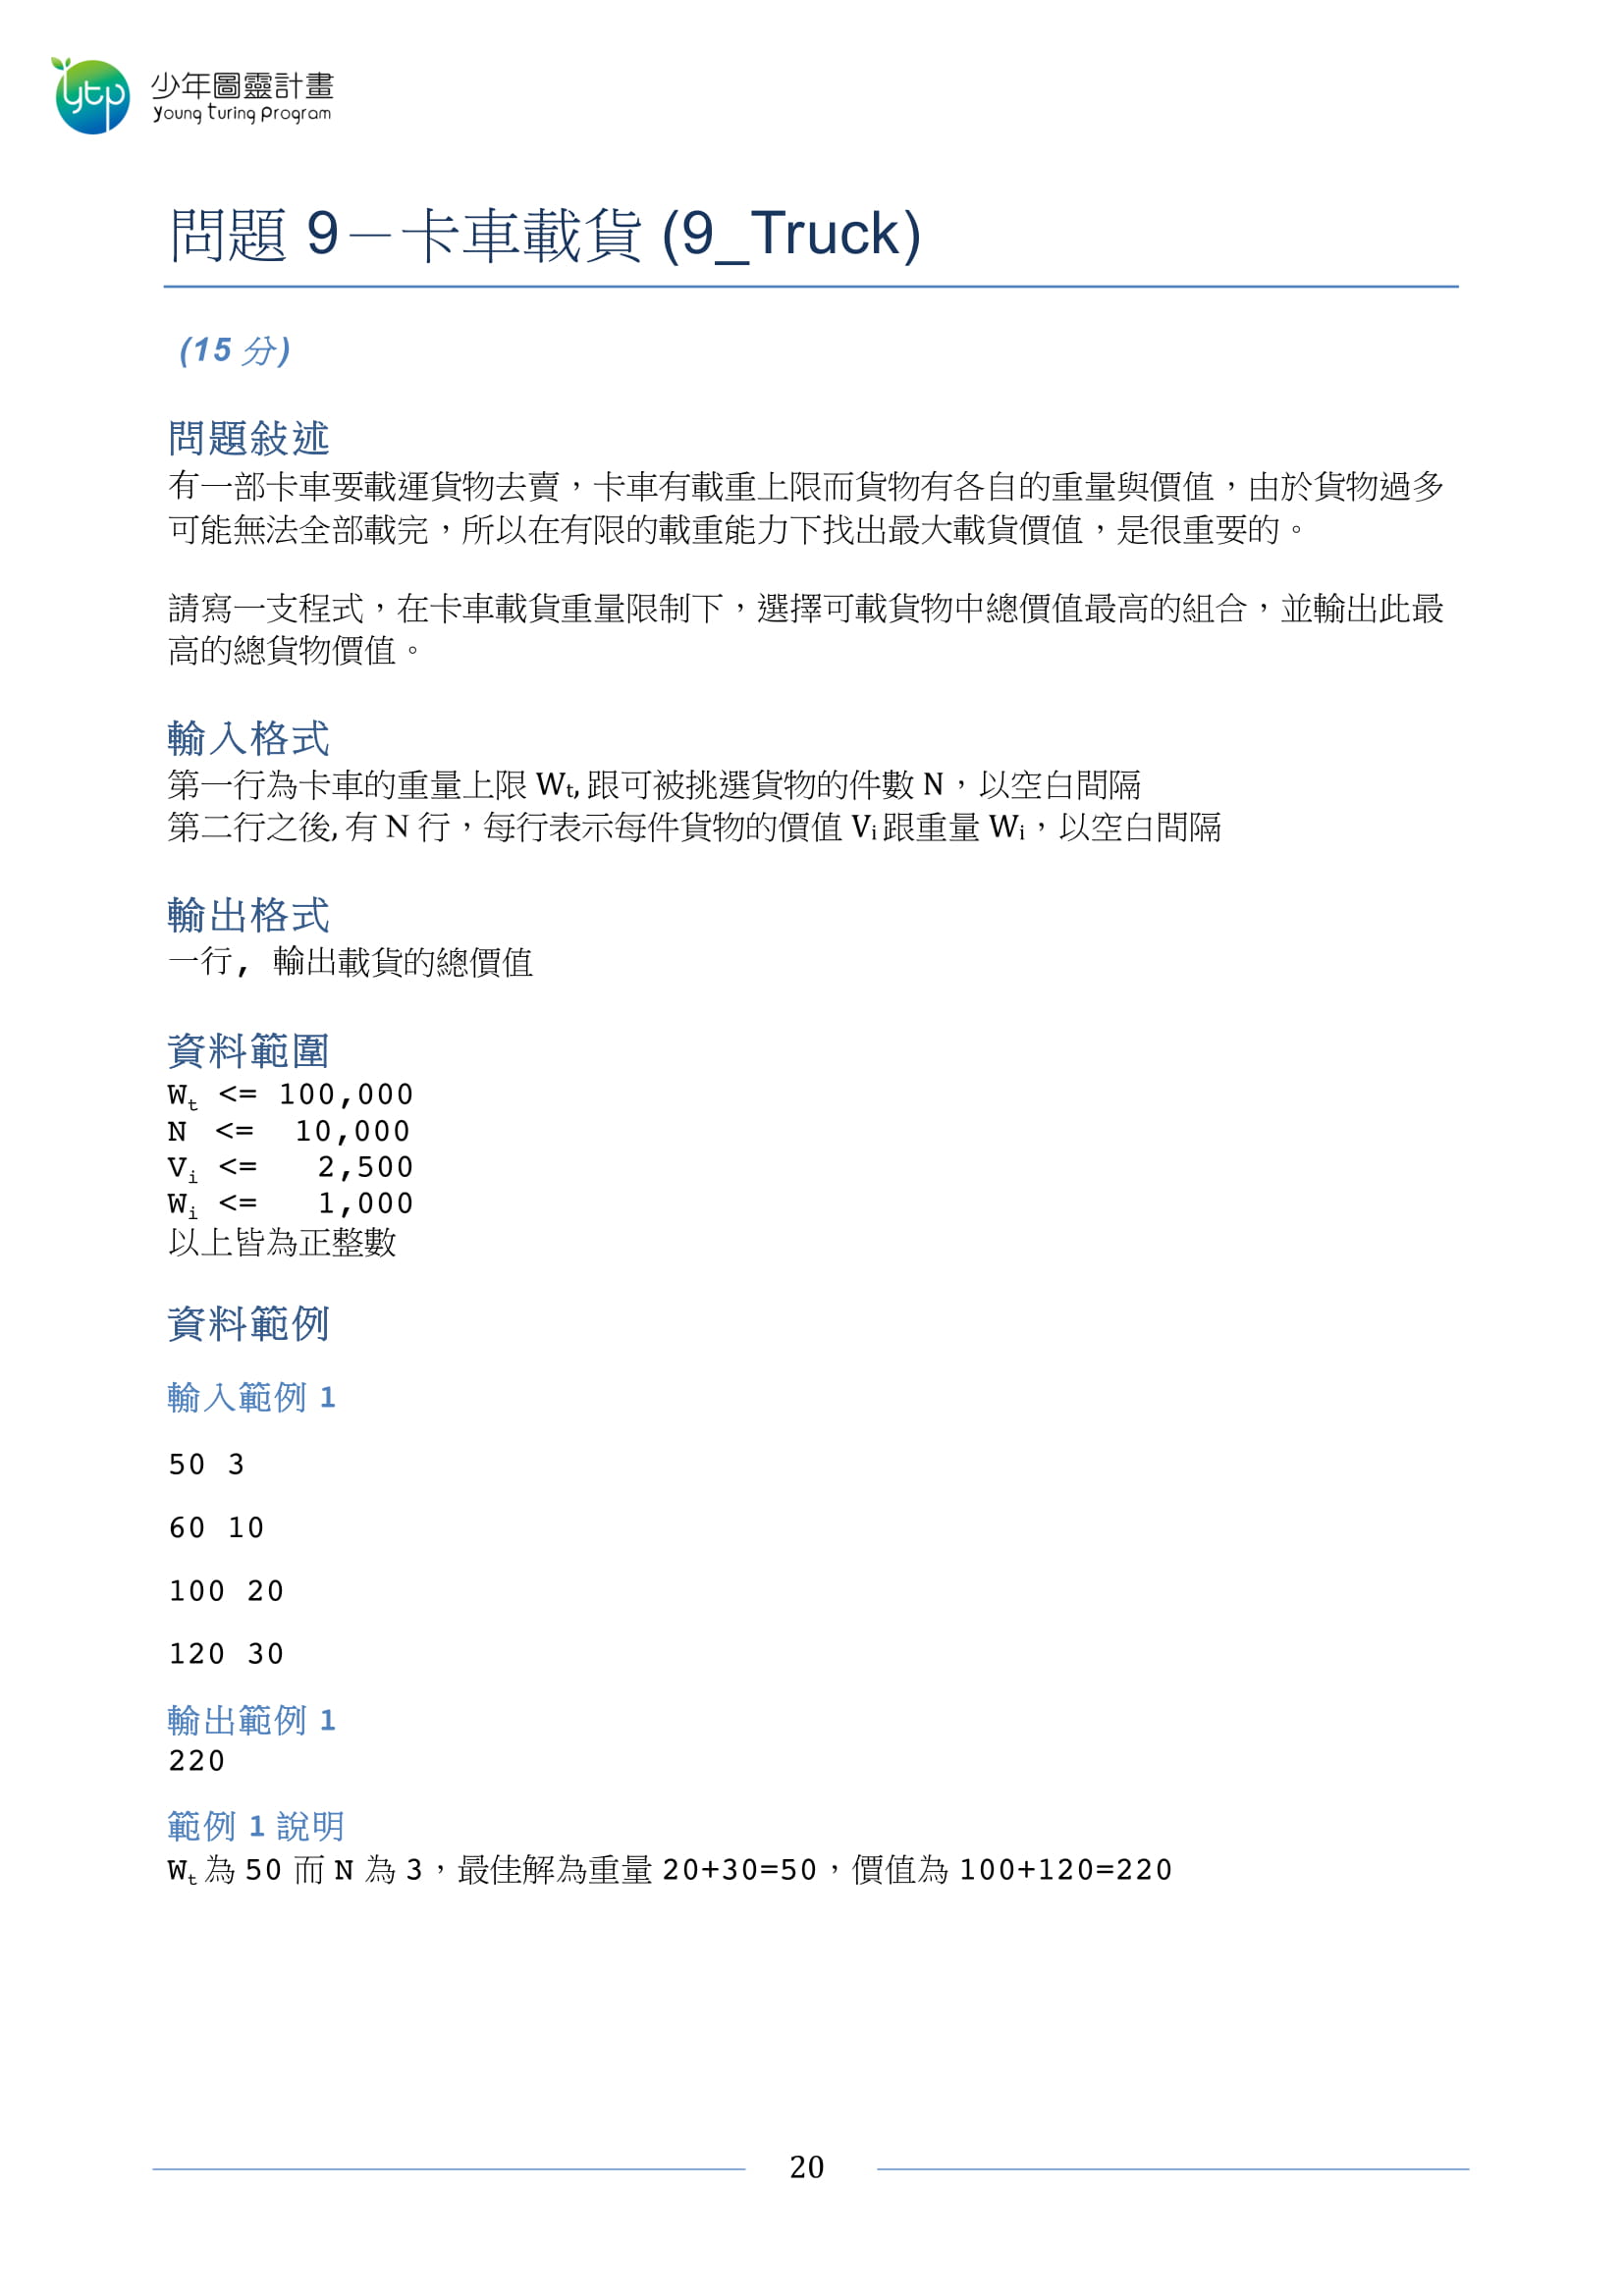 ytp
少年圖靈計畫
Young Turing Program
問題 9－卡車載貨 (9_Truck)
(15 分)
問題敍述
有一部卡車要載運貨物去賣，卡車有載重上限而貨物有各自的重量與價值，由於貨物過多
可能無法全部載完，所以在有限的載重能力下找出最大載貨價值，是很重要的。
請寫一支程式，在卡車載貨重量限制下，選擇可載貨物中總價值最高的組合，並輸出此最
高的總貨物價值。
輸入格式
第一行為卡車的重量上限 Wt, 跟可被挑選貨物的件數 N，以空白間隔
第二行之後, 有 N 行，每行表示每件貨物的價值 Vi 跟重量 Wi，以空白間隔
輸出格式
一行, 輸出載貨的總價值
資料範圍
Wt <= 100,000
N <= 10,000
Vi <= 2,500
Wi <= 1,000
以上皆為正整數
資料範例
輸入範例 1
50 3
60 10
100 20
120 30
輸出範例 1
220
範例 1 說明
Wt 為 50 而 N 為 3，最佳解為重量 20+30=50，價值為 100+120=220
20